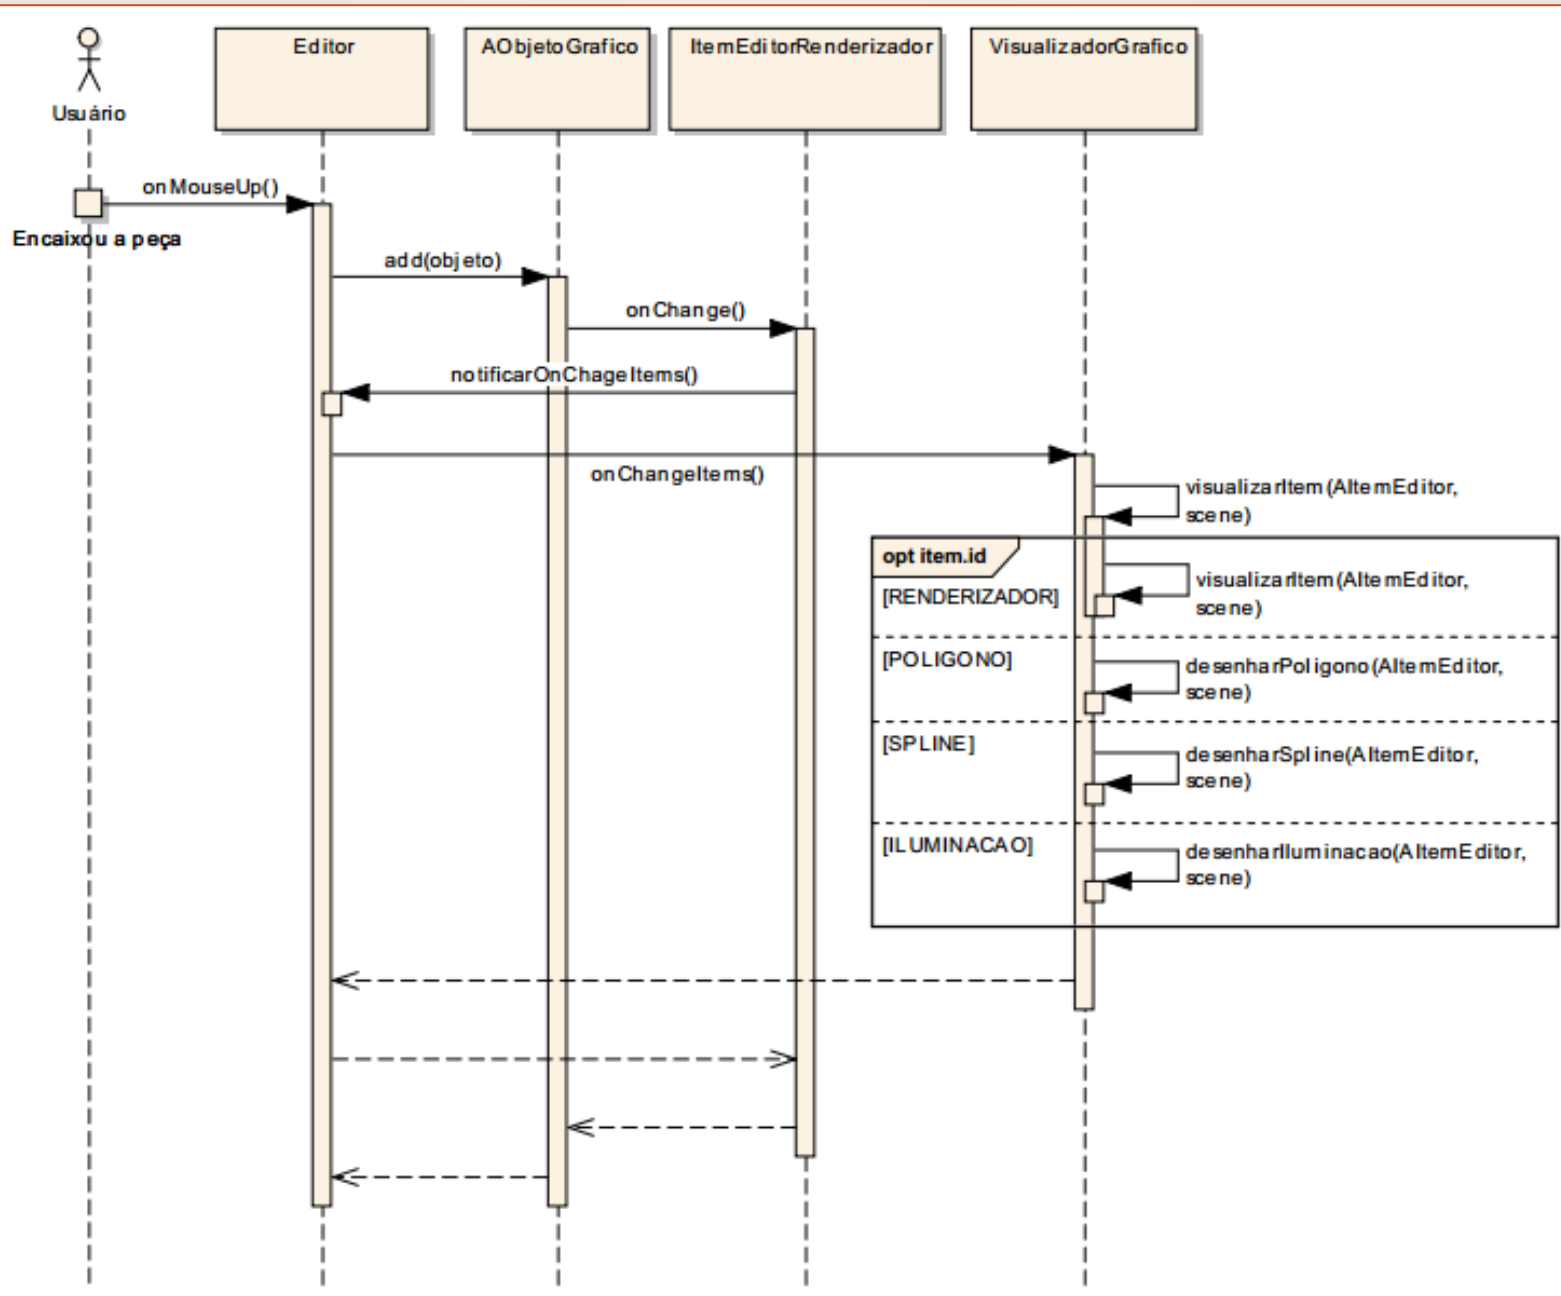 Usuário
Editor
AObjetoGrafico
ItemEditorRenderizador
VisualizadorGrafico
onMouseUp()
Encaixou a peça
add(objeto)
onChange()
notificarOnChageItems()
onChangeItems()
visualizarItem(AItemEditor,
scene)
opt item.id
[RENDERIZADOR]
visualizarItem(AItemEditor,
scene)
[POLIGONO]
desenharPoligono(AItemEditor,
scene)
[SPLINE]
desenharSpline(AItemEditor,
scene)
[ILUMINACAO]
desenharIluminacao(AItemEditor,
scene)